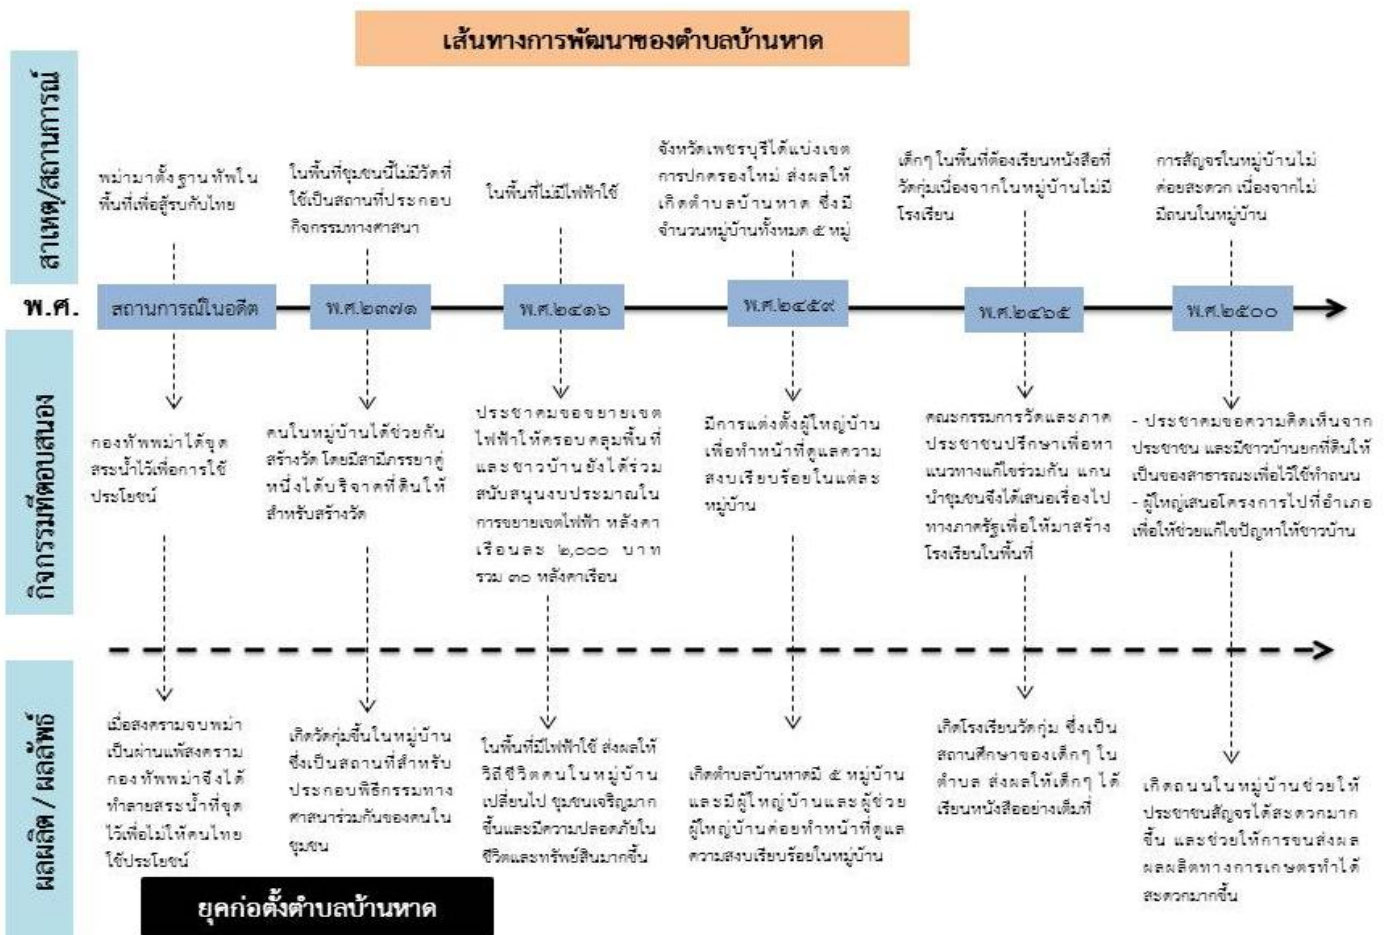 เส้นทางการพัฒนาของตำบลบ้านหาด
สาเหตุ/สถานการณ์
พม่ามาตั้งฐานทัพใน
พื้นที่เพื่อสู้รบกับไทย
ในพื้นที่ชุมชนนี้ไม่มีวัดที่
ใช้เป็นสถานที่ประกอบ
กิจกรรมทางศาสนา
ในพื้นที่ไม่มีไฟฟ้าใช้
จังหวัดเพชรบุรีได้แบ่งเขต
การปกครองใหม่ ส่งผลให้
เกิดตำบลบ้านหาด ซึ่งมี
จำนวนหมู่บ้านทั้งหมด ๕ หมู่
เด็กๆ ในพื้นที่ต้องเรียนหนังสือที่
วัดกุ่มเนื่องจากในหมู่บ้านไม่มี
โรงเรียน
การสัญจรในหมู่บ้านไม่
ค่อยสะดวก เนื่องจากไม่
มีถนนในหมู่บ้าน
พ.ศ.
สถานการณ์ในอดีต
พ.ศ.๒๓๗๑
พ.ศ.๒๔๑๖
พ.ศ.๒๔๕๙
พ.ศ.๒๔๖๕
พ.ศ.๒๕๐๐
กิจกรรมที่ตอบสนอง
กองทัพพม่าได้ขุด
สระน้ำไว้เพื่อการใช้
ประโยชน์
คนในหมู่บ้านได้ช่วยกัน
สร้างวัด โดยมีสามีภรรยาคู่
หนึ่งได้บริจาคที่ดินให้
สำหรับสร้างวัด
ประชาคมขอขยายเขต
ไฟฟ้าให้ครอบคลุมพื้นที่
และชาวบ้านยังได้ร่วม
สนับสนุนงบประมาณใน
การขยายเขตไฟฟ้า หลังคา
เรือนละ ๒,๐๐๐ บาท
รวม ๓๐ หลังคาเรือน
มีการแต่งตั้งผู้ใหญ่บ้าน
เพื่อทำหน้าที่ดูแลความ
สงบเรียบร้อยในแต่ละ
หมู่บ้าน
คณะกรรมการวัดและภาค
ประชาชนปรึกษาเพื่อหา
แนวทางแก้ไขร่วมกัน แกน
นำชุมชนจึงได้เสนอเรื่องไป
ทางภาครัฐเพื่อให้มาสร้าง
โรงเรียนในพื้นที่
- ประชาคมขอความคิดเห็นจาก
ประชาชน และมีชาวบ้านยกที่ดินให้
เป็นของสาธารณะเพื่อไว้ใช้ทำถนน
- ผู้ใหญ่เสนอโครงการไปที่อำเภอ
เพื่อให้ช่วยแก้ไขปัญหาให้ชาวบ้าน
ผลผลิต / ผลลัพธ์
เมื่อสงครามจบพม่า
เป็นผ่านแพ้สงคราม
กองทัพพม่าจึงได้
ทำลายสระน้ำที่ขุด
ไว้เพื่อไม่ให้คนไทย
ใช้ประโยชน์
เกิดวัดกุ่มขึ้นในหมู่บ้าน
ซึ่งเป็นสถานที่สำหรับ
ประกอบพิธีกรรมทาง
ศาสนาร่วมกันของคนใน
ชุมชน
ในพื้นที่มีไฟฟ้าใช้ ส่งผลให้
วิถีชีวิตคนในหมู่บ้าน
เปลี่ยนไป ชุมชนเจริญมาก
ขึ้นและมีความปลอดภัยใน
ชีวิตและทรัพย์สินมากขึ้น
เกิดตำบลบ้านหาดมี ๕ หมู่บ้าน
และมีผู้ใหญ่บ้านและผู้ช่วย
ผู้ใหญ่บ้านค่อยทำหน้าที่ดูแล
ความสงบเรียบร้อยในหมู่บ้าน
เกิดโรงเรียนวัดกุ่ม ซึ่งเป็น
สถานศึกษาของเด็กๆ ใน
ตำบล ส่งผลให้เด็กๆ ได้
เรียนหนังสืออย่างเต็มที่
เกิดถนนในหมู่บ้านช่วยให้
ประชาชนสัญจรได้สะดวกมาก
ขึ้น และช่วยให้การขนส่งผล
ผลผลิตทางการเกษตรทำได้
สะดวกมากขึ้น
ยุคก่อตั้งตำบลบ้านหาด